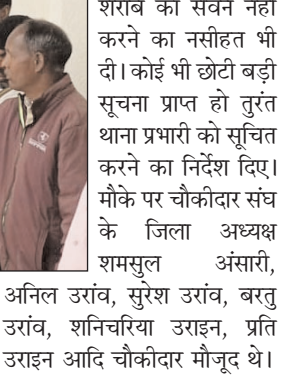 शराब का सेवन नहीं
करने का नसीहत भी
दी। कोई भी छोटी बड़ी
सूचना प्राप्त हो तुरंत
थाना प्रभारी को सूचित
करने का निर्देश दिए।
मौके पर चौकीदार संघ
के जिला अध्यक्ष
शमसुल अंसारी,
अनिल उरांव, सुरेश उरांव, बरतु
उरांव, शनिचरिया उराइन, प्रति
उराइन आदि चौकीदार मौजूद थे।